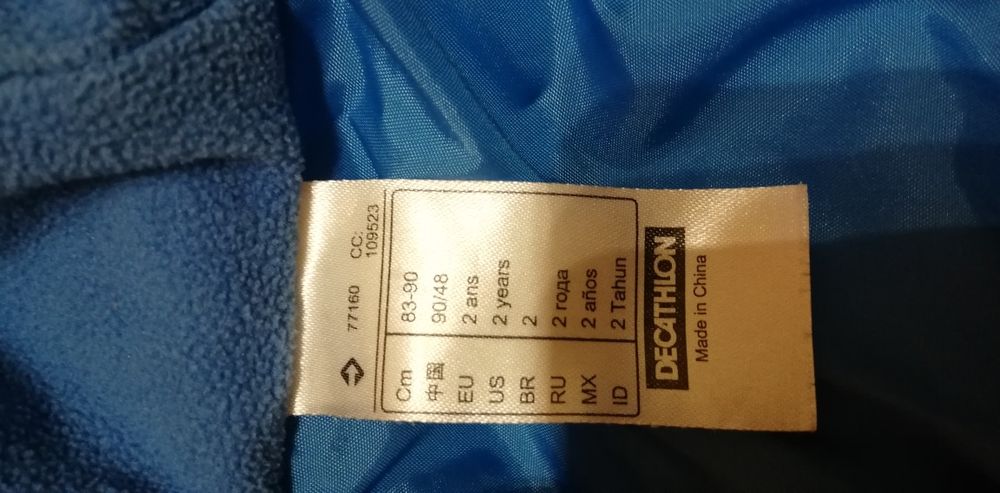 77160 CC:
109523
Cm 83-90
中国 90/48
EU 2 ans
US 2 years
BR 2
RU 2 года
MX 2 años
ID 2 Tahun
DECATHLON
Made in China